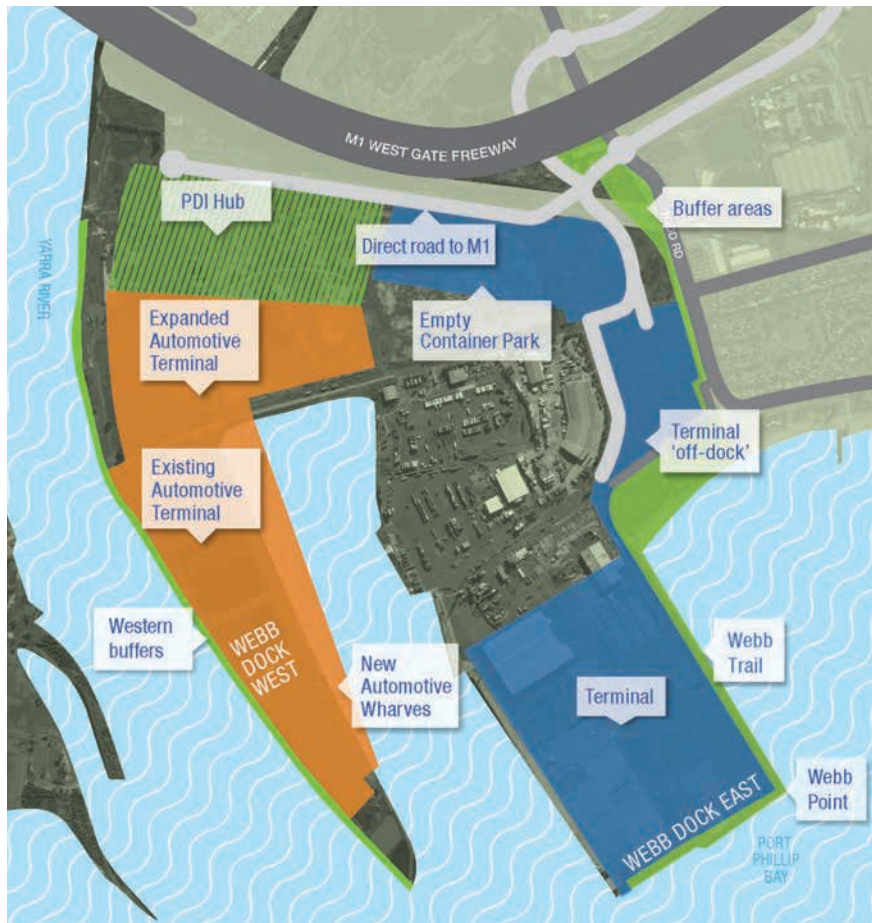 M1 WEST GATE FREEWAY
PDI Hub
Buffer areas
Direct road to M1
YARRA RIVER
Expanded
Automotive
Terminal
Empty
Container Park
Terminal
‘off-dock’
Existing
Automotive
Terminal
Western
buffers
WEBB
DOCK
WEST
New
Automotive
Wharves
Webb
Trail
Terminal
Webb
Point
WEBB DOCK EAST
PORT
PHILLIP
BAY